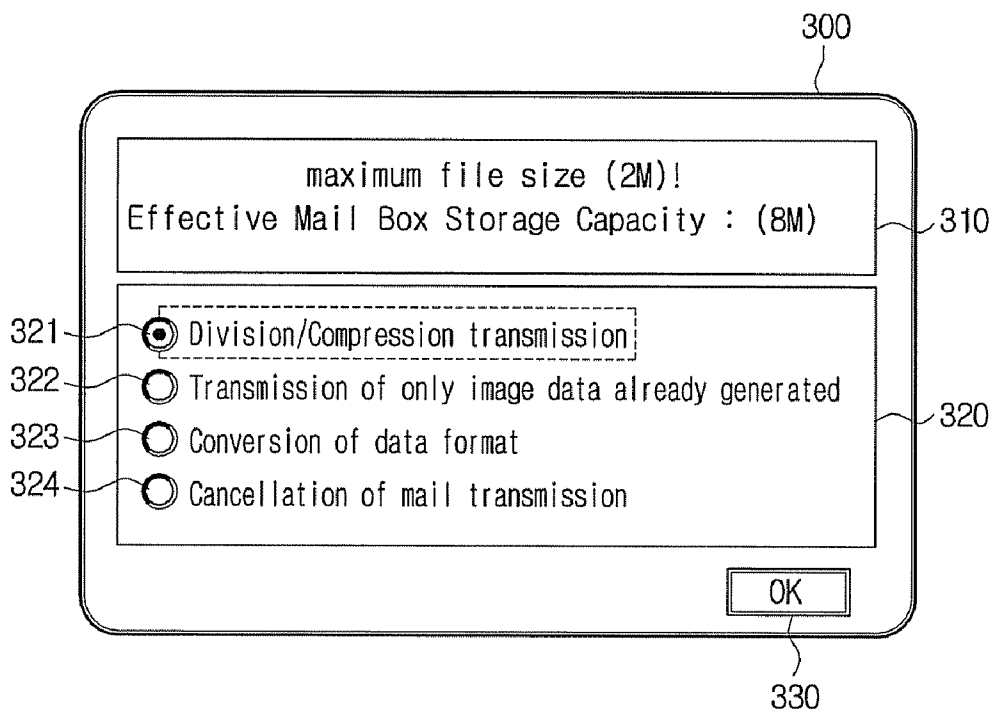 300
maximum file size (2M)!
Effective Mail Box Storage Capacity : (8M)
310
321 Division/Compression transmission
322 Transmission of only image data already generated
320
323 Conversion of data format
324 Cancellation of mail transmission
OK
330